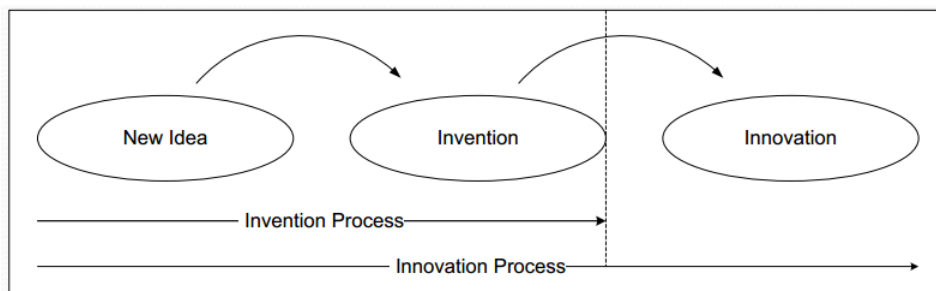 New Idea
Invention
Innovation
Invention Process
Innovation Process